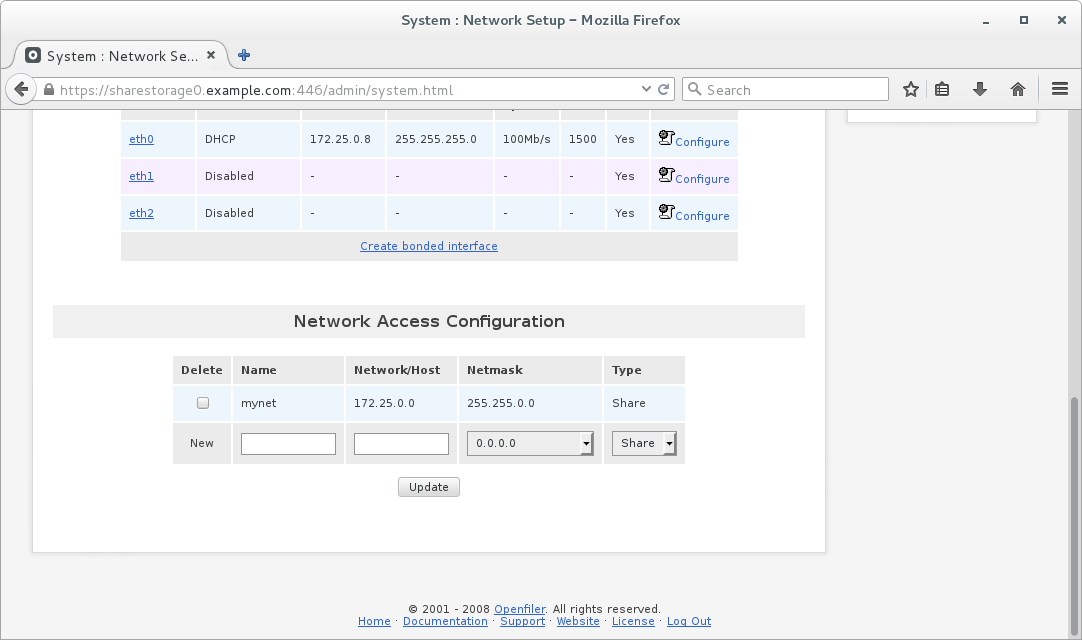 System : Network Setup – Mozilla Firefox
System : Network Se...
https://sharestorage0.example.com:446/admin/system.html
Search
eth0 DHCP 172.25.0.8 255.255.255.0 100Mb/s 1500 Yes Configure
eth1 Disabled - - - - Yes Configure
eth2 Disabled - - - - Yes Configure
Create bonded interface
Network Access Configuration
Delete Name Network/Host Netmask Type
mynet 172.25.0.0 255.255.0.0 Share
New 0.0.0.0 Share
Update
© 2001 - 2008 Openfiler. All rights reserved.
Home · Documentation · Support · Website · License · Log Out